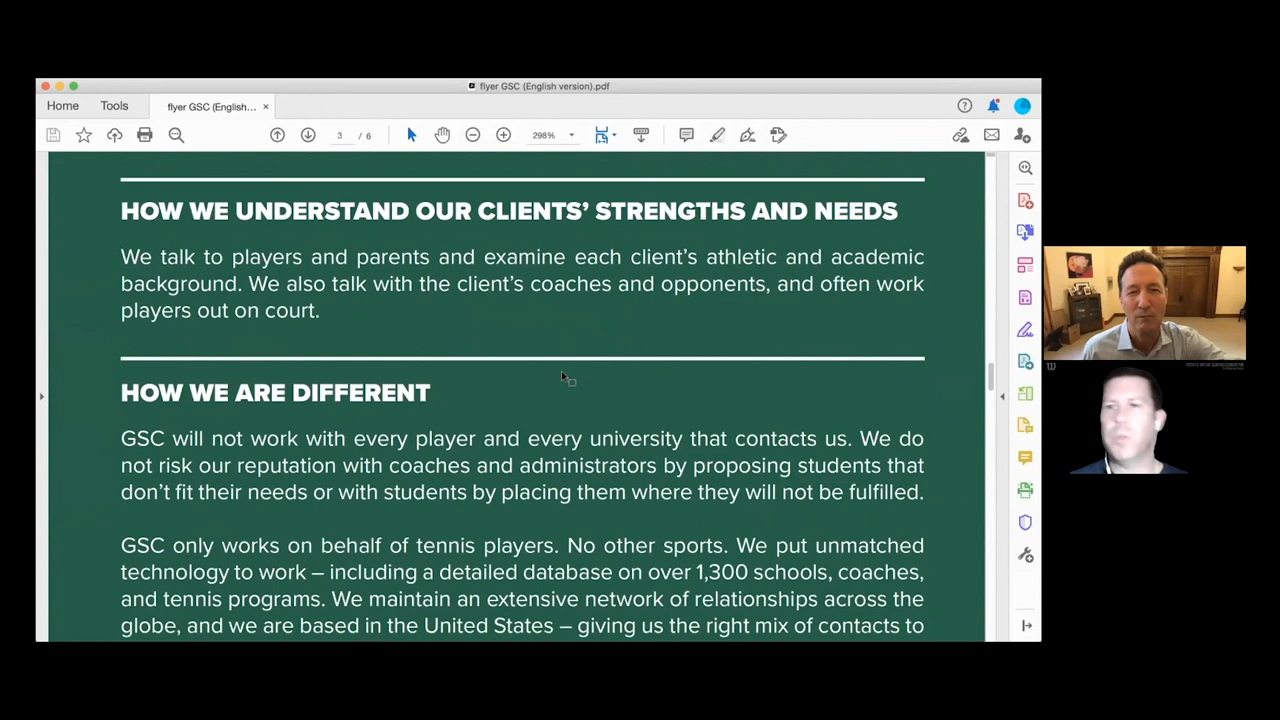 flyer GSC (English version).pdf
Home Tools flyer GSC (English... ×
3 / 6 298%
HOW WE UNDERSTAND OUR CLIENTS’ STRENGTHS AND NEEDS
We talk to players and parents and examine each client’s athletic and academic
background. We also talk with the client’s coaches and opponents, and often work
players out on court.
HOW WE ARE DIFFERENT
GSC will not work with every player and every university that contacts us. We do
not risk our reputation with coaches and administrators by proposing students that
don’t fit their needs or with students by placing them where they will not be fulfilled.
GSC only works on behalf of tennis players. No other sports. We put unmatched
technology to work – including a detailed database on over 1,300 schools, coaches,
and tennis programs. We maintain an extensive network of relationships across the
globe, and we are based in the United States – giving us the right mix of contacts to